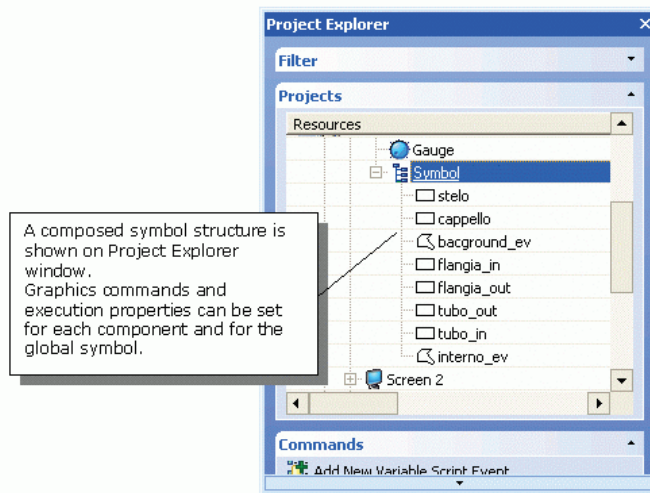 Project Explorer
Filter
Projects
Resources
Gauge
Symbol
stelo
cappello
bacground_ev
flangia_in
flangia_out
tubo_out
tubo_in
interno_ev
Screen 2
A composed symbol structure is
shown on Project Explorer
window.
Graphics commands and
execution properties can be set
for each component and for the
global symbol.
Commands
Add New Variable Script Event